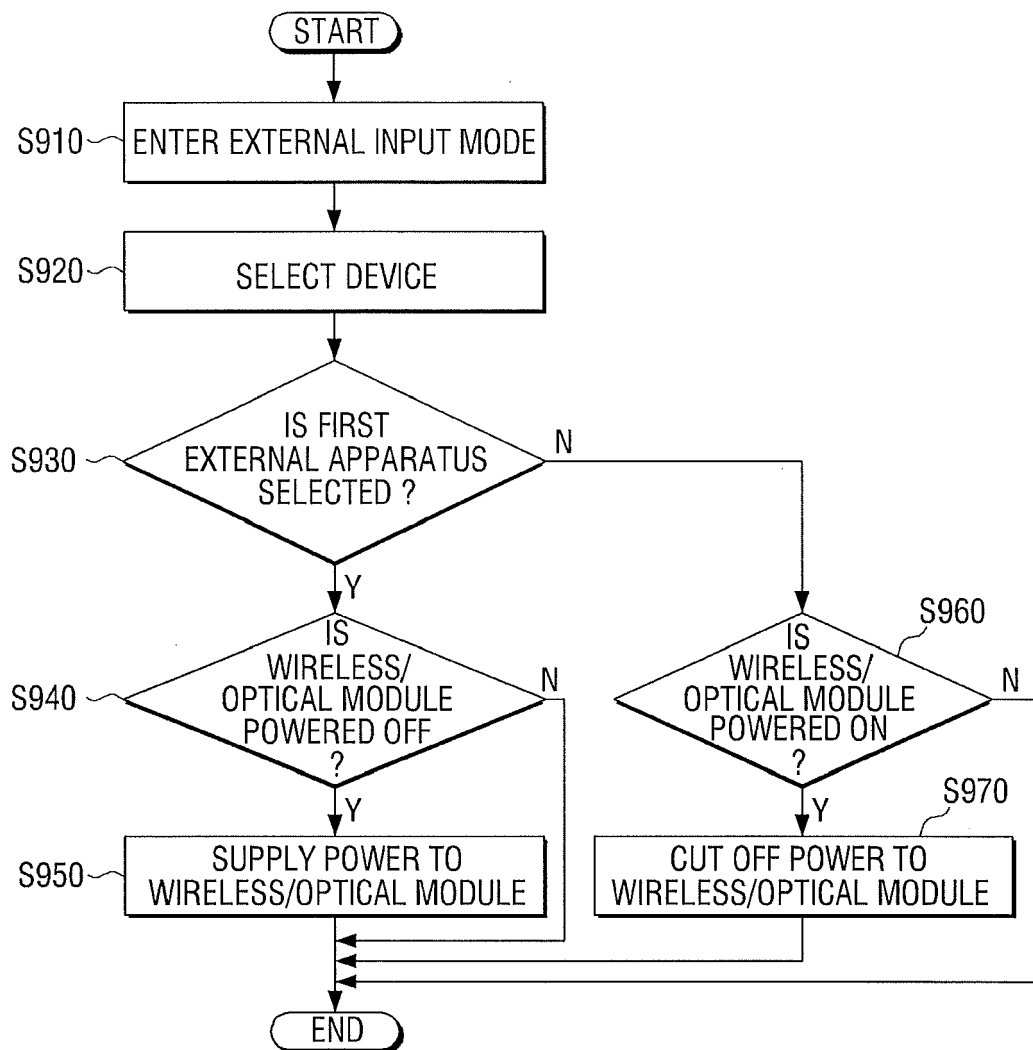 START
S910
ENTER EXTERNAL INPUT MODE
S920
SELECT DEVICE
S930
IS FIRST
EXTERNAL APPARATUS
SELECTED ?
N
Y
S940
IS
WIRELESS/
OPTICAL MODULE
POWERED OFF
?
N
Y
S960
IS
WIRELESS/
OPTICAL MODULE
POWERED ON
?
N
Y
S950
SUPPLY POWER TO
WIRELESS/OPTICAL MODULE
S970
CUT OFF POWER TO
WIRELESS/OPTICAL MODULE
END